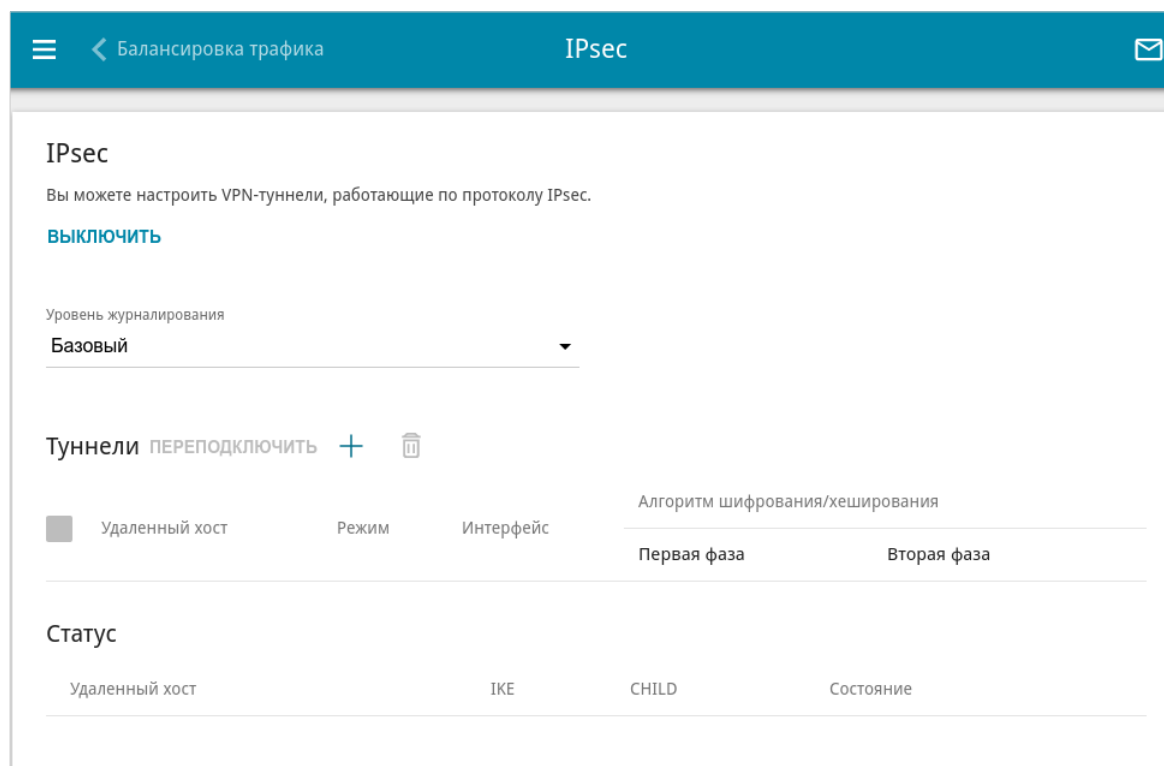 Балансировка трафика
IPsec
IPsec
Вы можете настроить VPN-туннели, работающие по протоколу IPsec.
ВЫКЛЮЧИТЬ
Уровень журналирования
Базовый
Туннели ПЕРЕПОДКЛЮЧИТЬ
Удаленный хост Режим Интерфейс Алгоритм шифрования/хеширования
Первая фаза Вторая фаза
Статус
Удаленный хост IKE CHILD Состояние